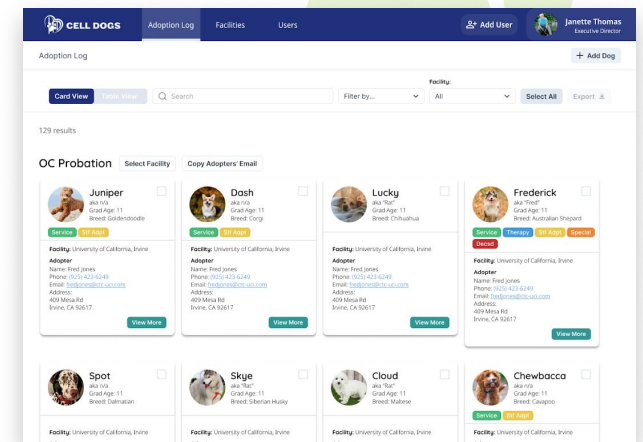 CELL DOGS
Adoption Log
Facilities
Users
Add User
Janette Thomas
Executive Director
Adoption Log
+ Add Dog
Facility:
Card View
Table View
Search
Filter by...
All
Select All
Export
129 results
OC Probation
Select Facility
Copy Adopters' Email
Juniper
aka n/a
Grad Age: 11
Breed: Goldendoodle
Service
Stf Adpt
Facility: University of California, Irvine
Adopter
Name: Fred Jones
Phone: (925) 423-6249
Email: fredjones@ctc-uci.com
Address:
409 Mesa Rd
Irvine, CA 92617
View More
Dash
aka n/a
Grad Age: 11
Breed: Corgi
Service
Stf Adpt
Facility: University of California, Irvine
Adopter
Name: Fred Jones
Phone: (925) 423-6249
Email: fredjones@ctc-uci.com
Address:
409 Mesa Rd
Irvine, CA 92617
View More
Lucky
aka "Rat"
Grad Age: 11
Breed: Chihuahua
Facility: University of California, Irvine
Adopter
Name: Fred Jones
Phone: (925) 423-6249
Email: fredjones@ctc-uci.com
Address:
409 Mesa Rd
Irvine, CA 92617
View More
Frederick
aka "Fred"
Grad Age: 11
Breed: Australian Shepard
Service
Therapy
Stf Adpt
Special
Decsd
Facility: University of California, Irvine
Adopter
Name: Fred Jones
Phone: (925) 423-6249
Email: fredjones@ctc-uci.com
Address:
409 Mesa Rd
Irvine, CA 92617
View More
Spot
aka n/a
Grad Age: 11
Breed: Dalmatian
Facility: University of California, Irvine
Skye
aka "Rat"
Grad Age: 11
Breed: Siberian Husky
Facility: University of California, Irvine
Cloud
aka "Rat"
Grad Age: 11
Breed: Maltese
Facility: University of California, Irvine
Chewbacca
aka n/a
Grad Age: 11
Breed: Cavapoo
Service
Stf Adpt
Facility: University of California, Irvine